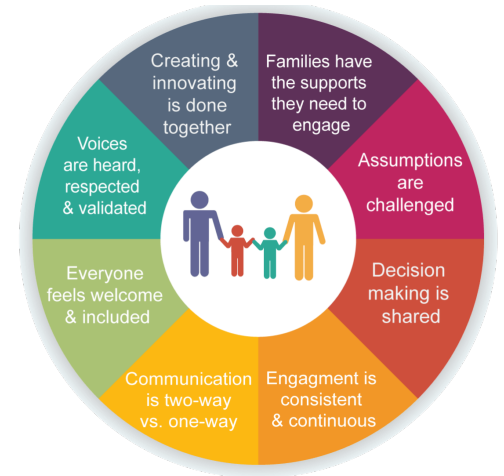 Creating &
innovating
is done
together
Families have
the supports
they need to
engage
Assumptions
are
challenged
Decision
making is
shared
Engagment is
consistent
& continuous
Communication
is two-way
vs. one-way
Everyone
feels welcome
& included
Voices
are heard,
respected
& validated